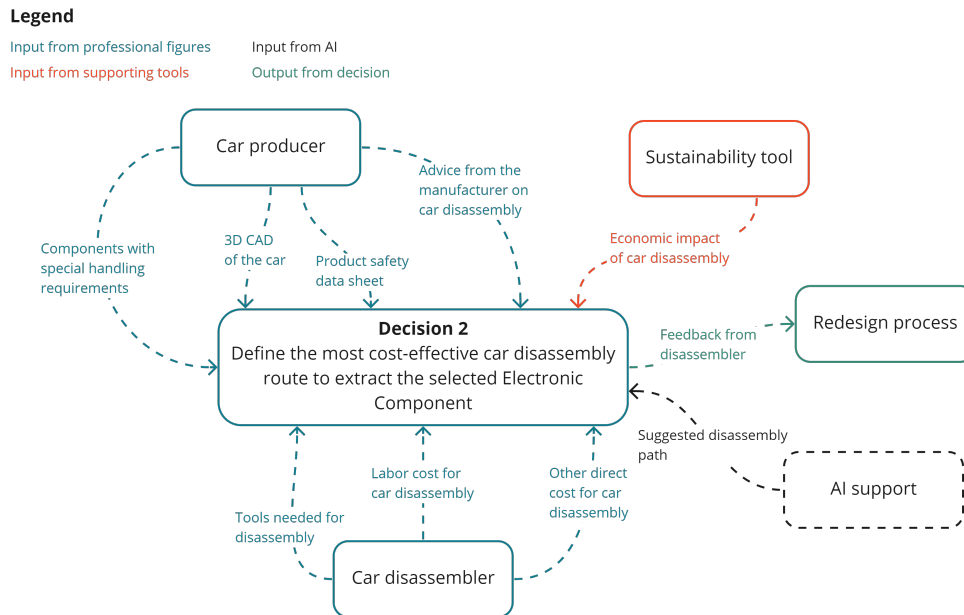 Legend
Input from professional figures
Input from AI
Input from supporting tools
Output from decision
Car producer
Sustainability tool
Advice from the
manufacturer on
car disassembly
Components with
special handling
requirements
3D CAD
of the car
Product safety
data sheet
Economic impact
of car disassembly
Decision 2
Define the most cost-effective car disassembly
route to extract the selected Electronic
Component
Feedback from
disassembler
Redesign process
Suggested disassembly
path
AI support
Tools needed for
disassembly
Labor cost for
car disassembly
Other direct
cost for car
disassembly
Car disassembler